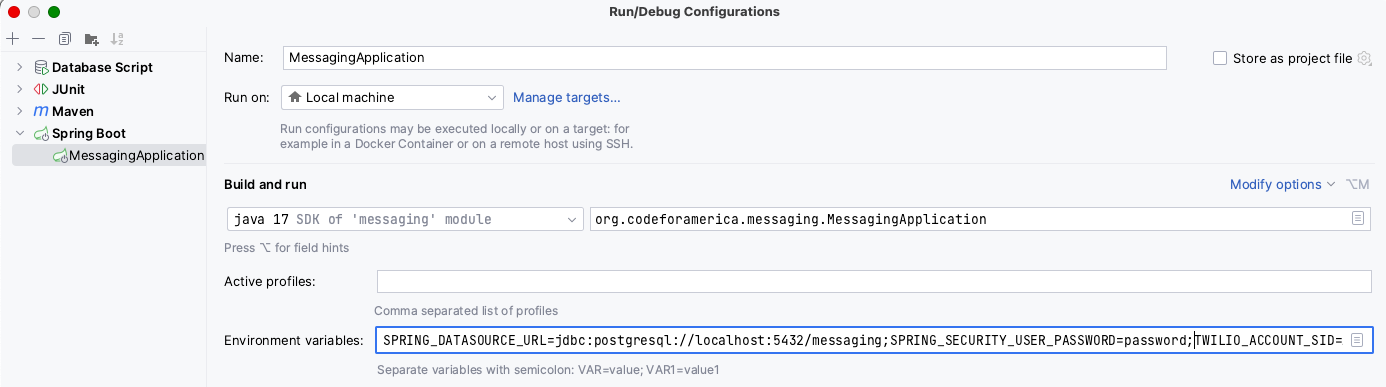 Run/Debug Configurations
Database Script
JUnit
Maven
Spring Boot
MessagingApplication
Name: MessagingApplication
Store as project file
Run on: Local machine Manage targets...
Run configurations may be executed locally or on a target: for
example in a Docker Container or on a remote host using SSH.
Build and run Modify options ⌥M
java 17 SDK of 'messaging' module org.codeforamerica.messaging.MessagingApplication
Press ⌥ for field hints
Active profiles:
Comma separated list of profiles
Environment variables: SPRING_DATASOURCE_URL=jdbc:postgresql://localhost:5432/messaging;SPRING_SECURITY_USER_PASSWORD=password;TWILIO_ACCOUNT_SID=
Separate variables with semicolon: VAR=value; VAR1=value1